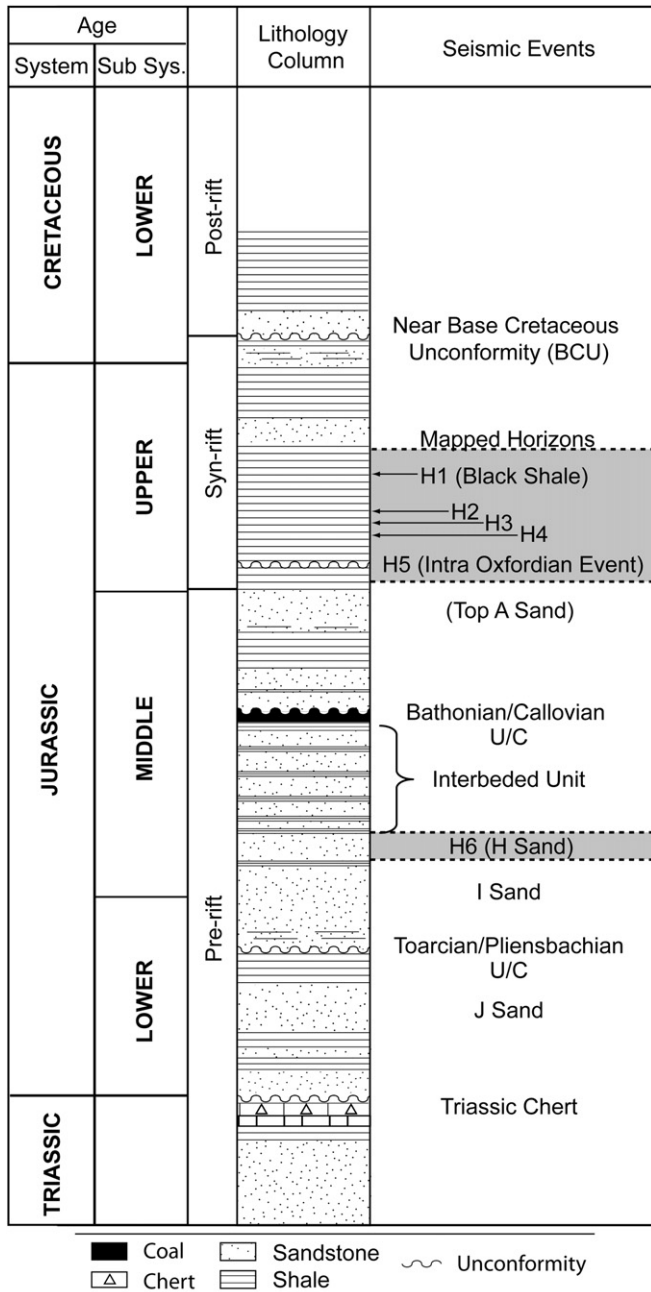 Age
System
Sub Sys.
Lithology
Column
Seismic Events
CRETACEOUS
LOWER
Post-rift
Near Base Cretaceous
Unconformity (BCU)
JURASSIC
UPPER
Syn-rift
Mapped Horizons
H1 (Black Shale)
H2
H3
H4
H5 (Intra Oxfordian Event)
MIDDLE
Pre-rift
(Top A Sand)
Bathonian/Callovian
U/C
Interbeded Unit
H6 (H Sand)
I Sand
LOWER
Toarcian/Pliensbachian
U/C
J Sand
TRIASSIC
Triassic Chert
Coal
Sandstone
Unconformity
Chert
Shale